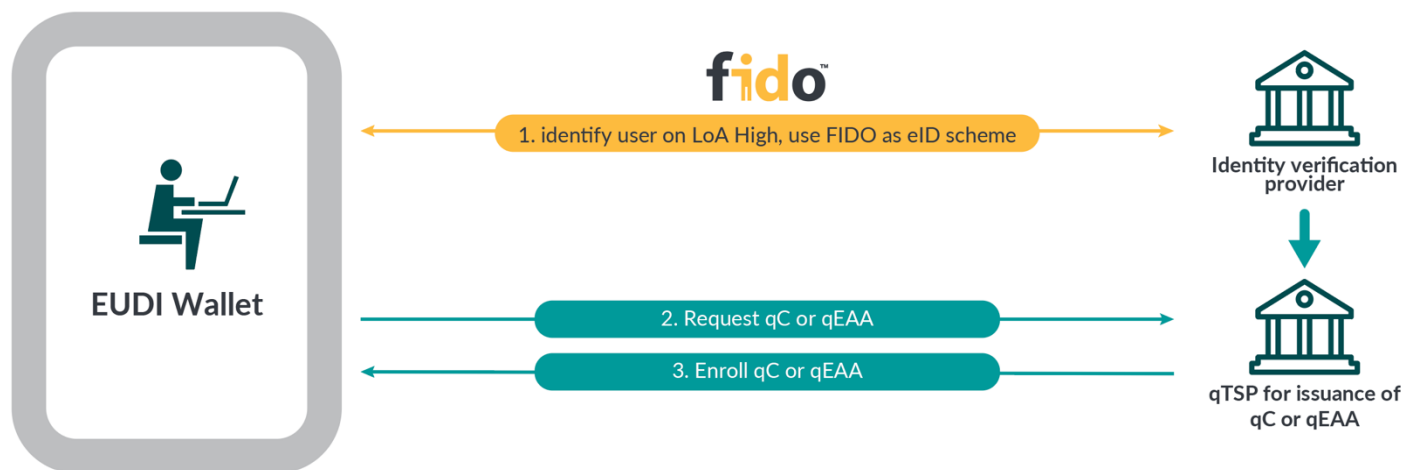 fido™
1. identify user on LoA High, use FIDO as eID scheme
Identity verification
provider
EUDI Wallet
2. Request qC or qEAA
3. Enroll qC or qEAA
qTSP for issuance of
qC or qEAA